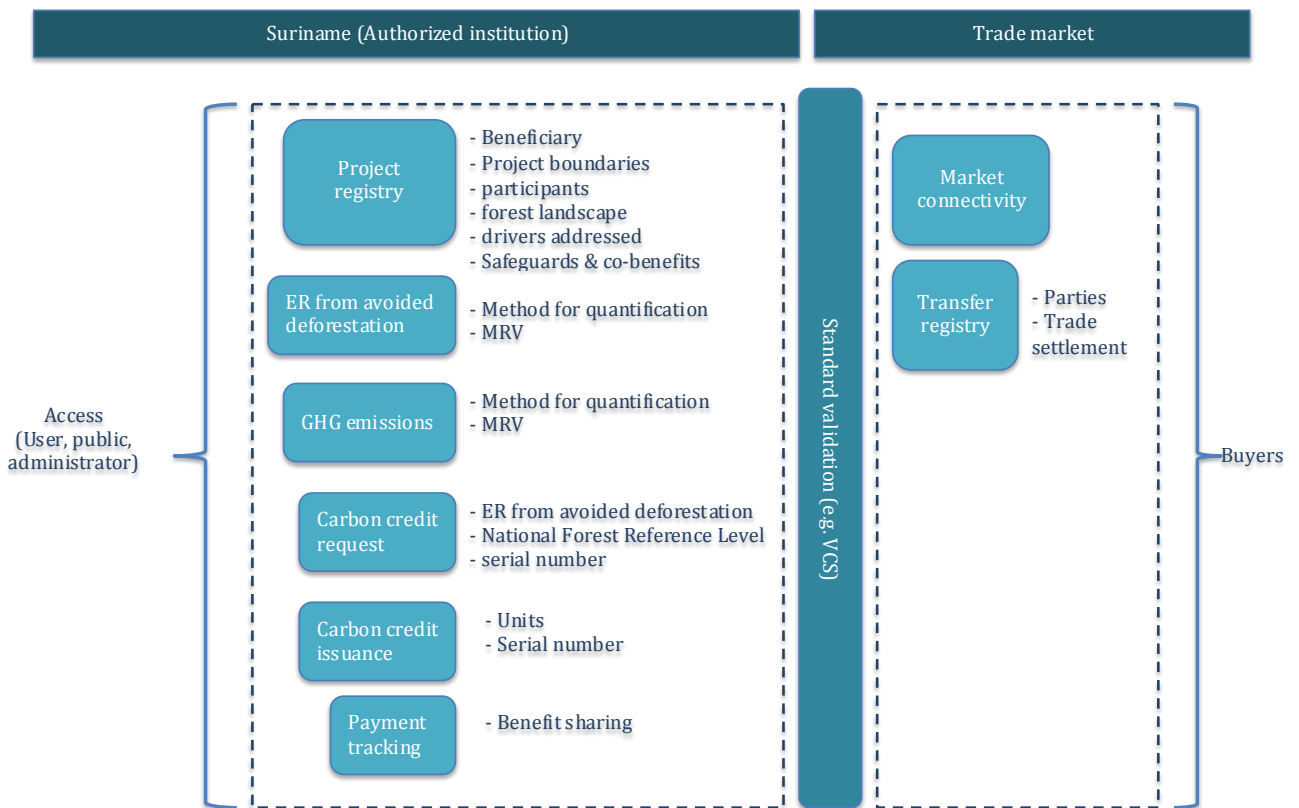 Suriname (Authorized institution)
Trade market
Access
(User, public,
administrator)
Project
registry
- Beneficiary
- Project boundaries
- participants
- forest landscape
- drivers addressed
- Safeguards & co-benefits
ER from avoided
deforestation
- Method for quantification
- MRV
GHG emissions
- Method for quantification
- MRV
Carbon credit
request
- ER from avoided deforestation
- National Forest Reference Level
- serial number
Carbon credit
issuance
- Units
- Serial number
Payment
tracking
- Benefit sharing
Standard validation (e.g. VCS)
Market
connectivity
Transfer
registry
- Parties
- Trade
settlement
Buyers